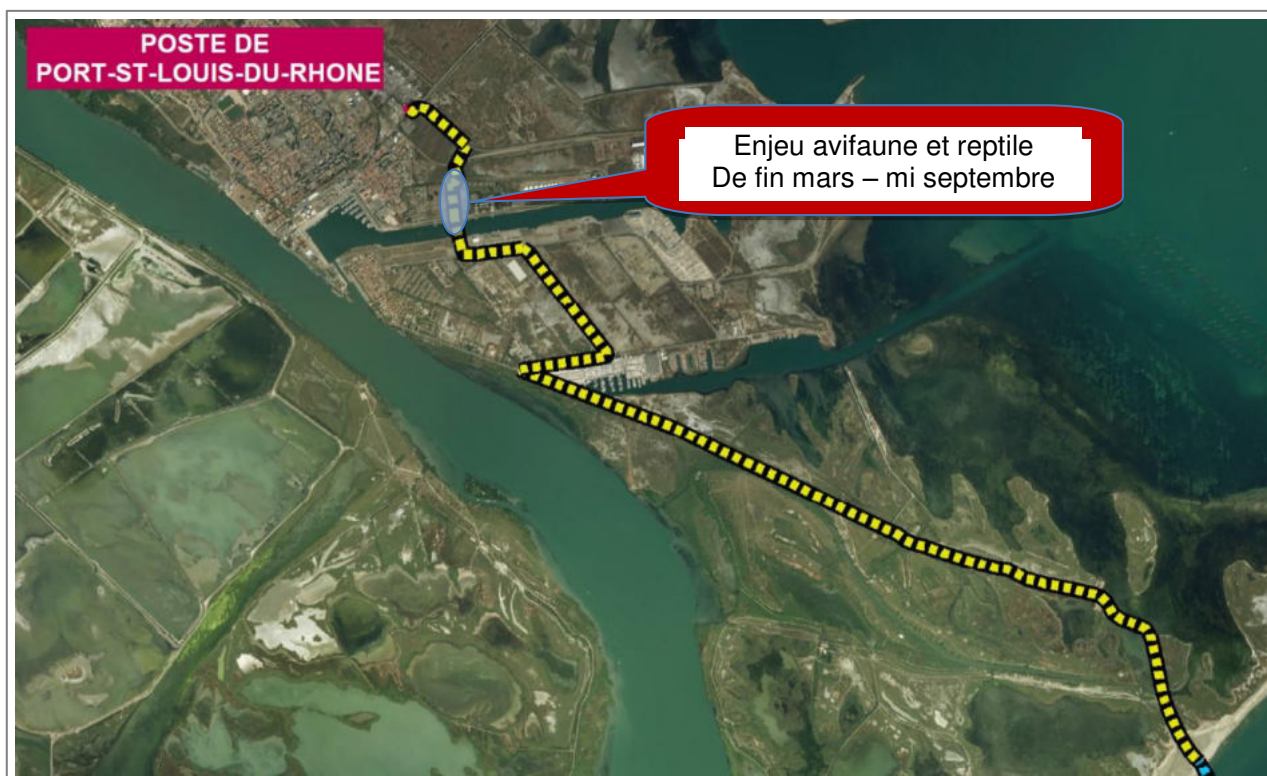 POSTE DE
PORT-ST-LOUIS-DU-RHONE
Enjeu avifaune et reptile
De fin mars – mi septembre